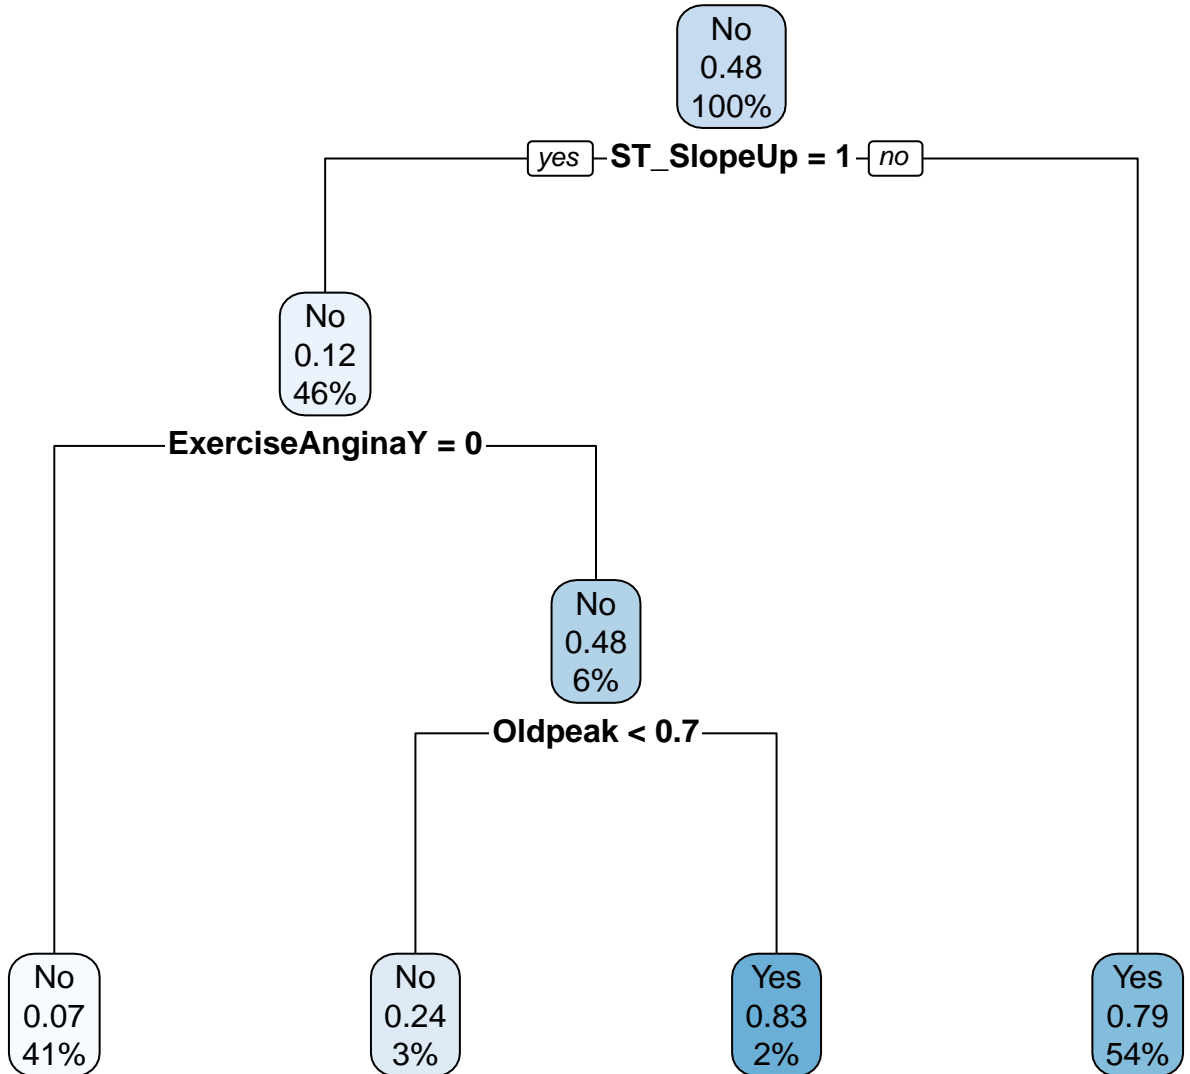 No
0.48
100%
yes ST_SlopeUp = 1 no
No
0.12
46%
ExerciseAnginaY = 0
No
0.48
6%
Oldpeak < 0.7
No
0.07
41%
No
0.24
3%
Yes
0.83
2%
Yes
0.79
54%